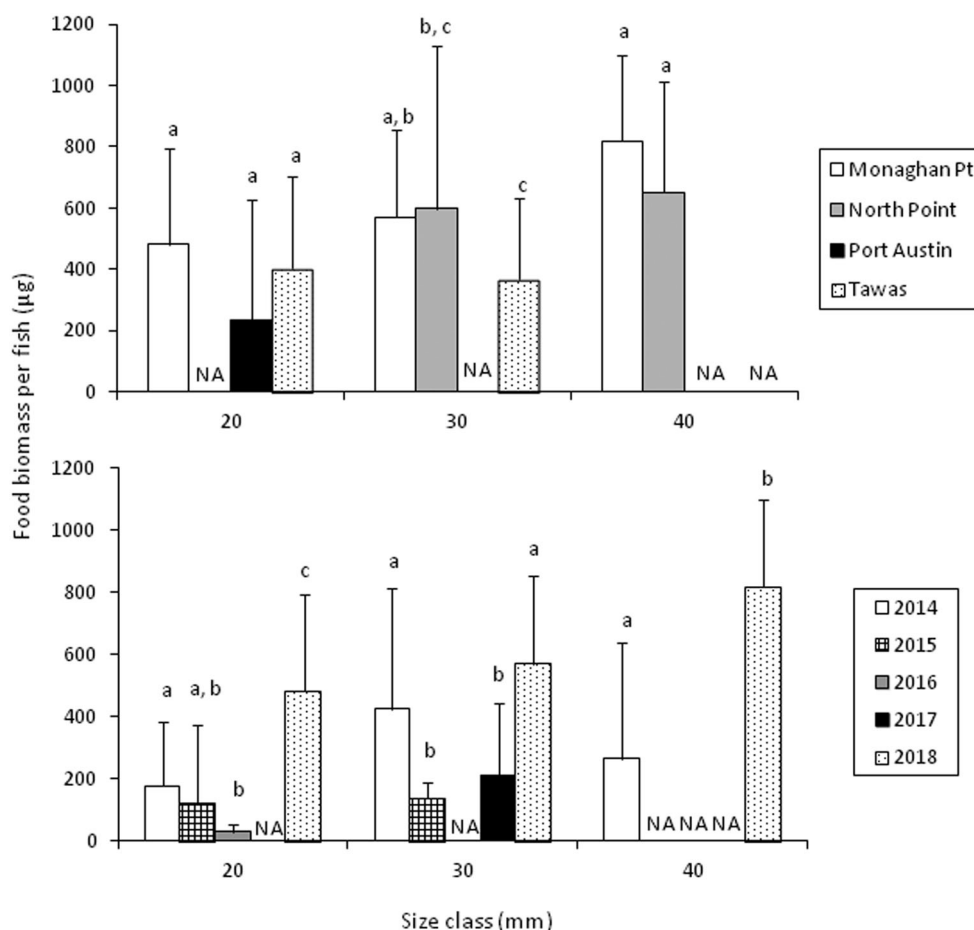 1200
1000
800
600
400
200
0
a
NA
a
a
a, b
b, c
NA
c
a
a
NA
NA
20
30
40
Monaghan Pt
North Point
Port Austin
Tawas
Food biomass per fish (µg)
1200
1000
800
600
400
200
0
a
a, b
b
NA
c
a
b
NA
b
a
a
NA NA NA
b
20
30
40
2014
2015
2016
2017
2018
Size class (mm)